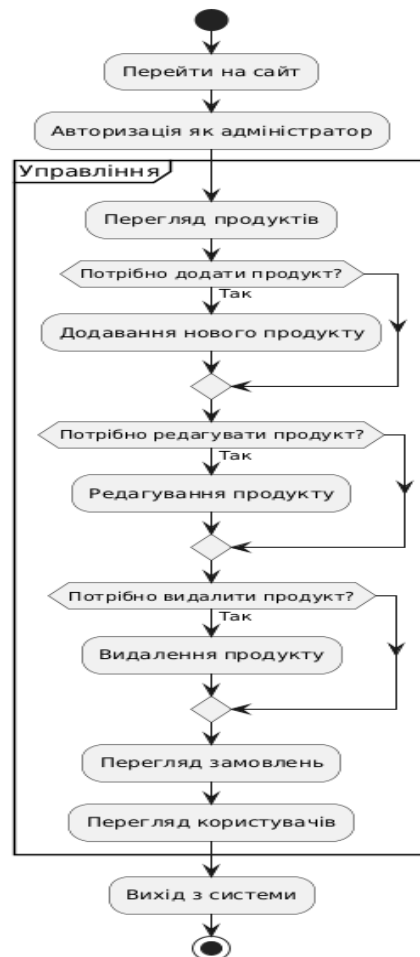 Перейти на сайт
Авторизація як адміністратор
Управління
Перегляд продуктів
Потрібно додати продукт?
Так
Додавання нового продукту
Потрібно редагувати продукт?
Так
Редагування продукту
Потрібно видалити продукт?
Так
Видалення продукту
Перегляд замовлень
Перегляд користувачів
Вихід з системи